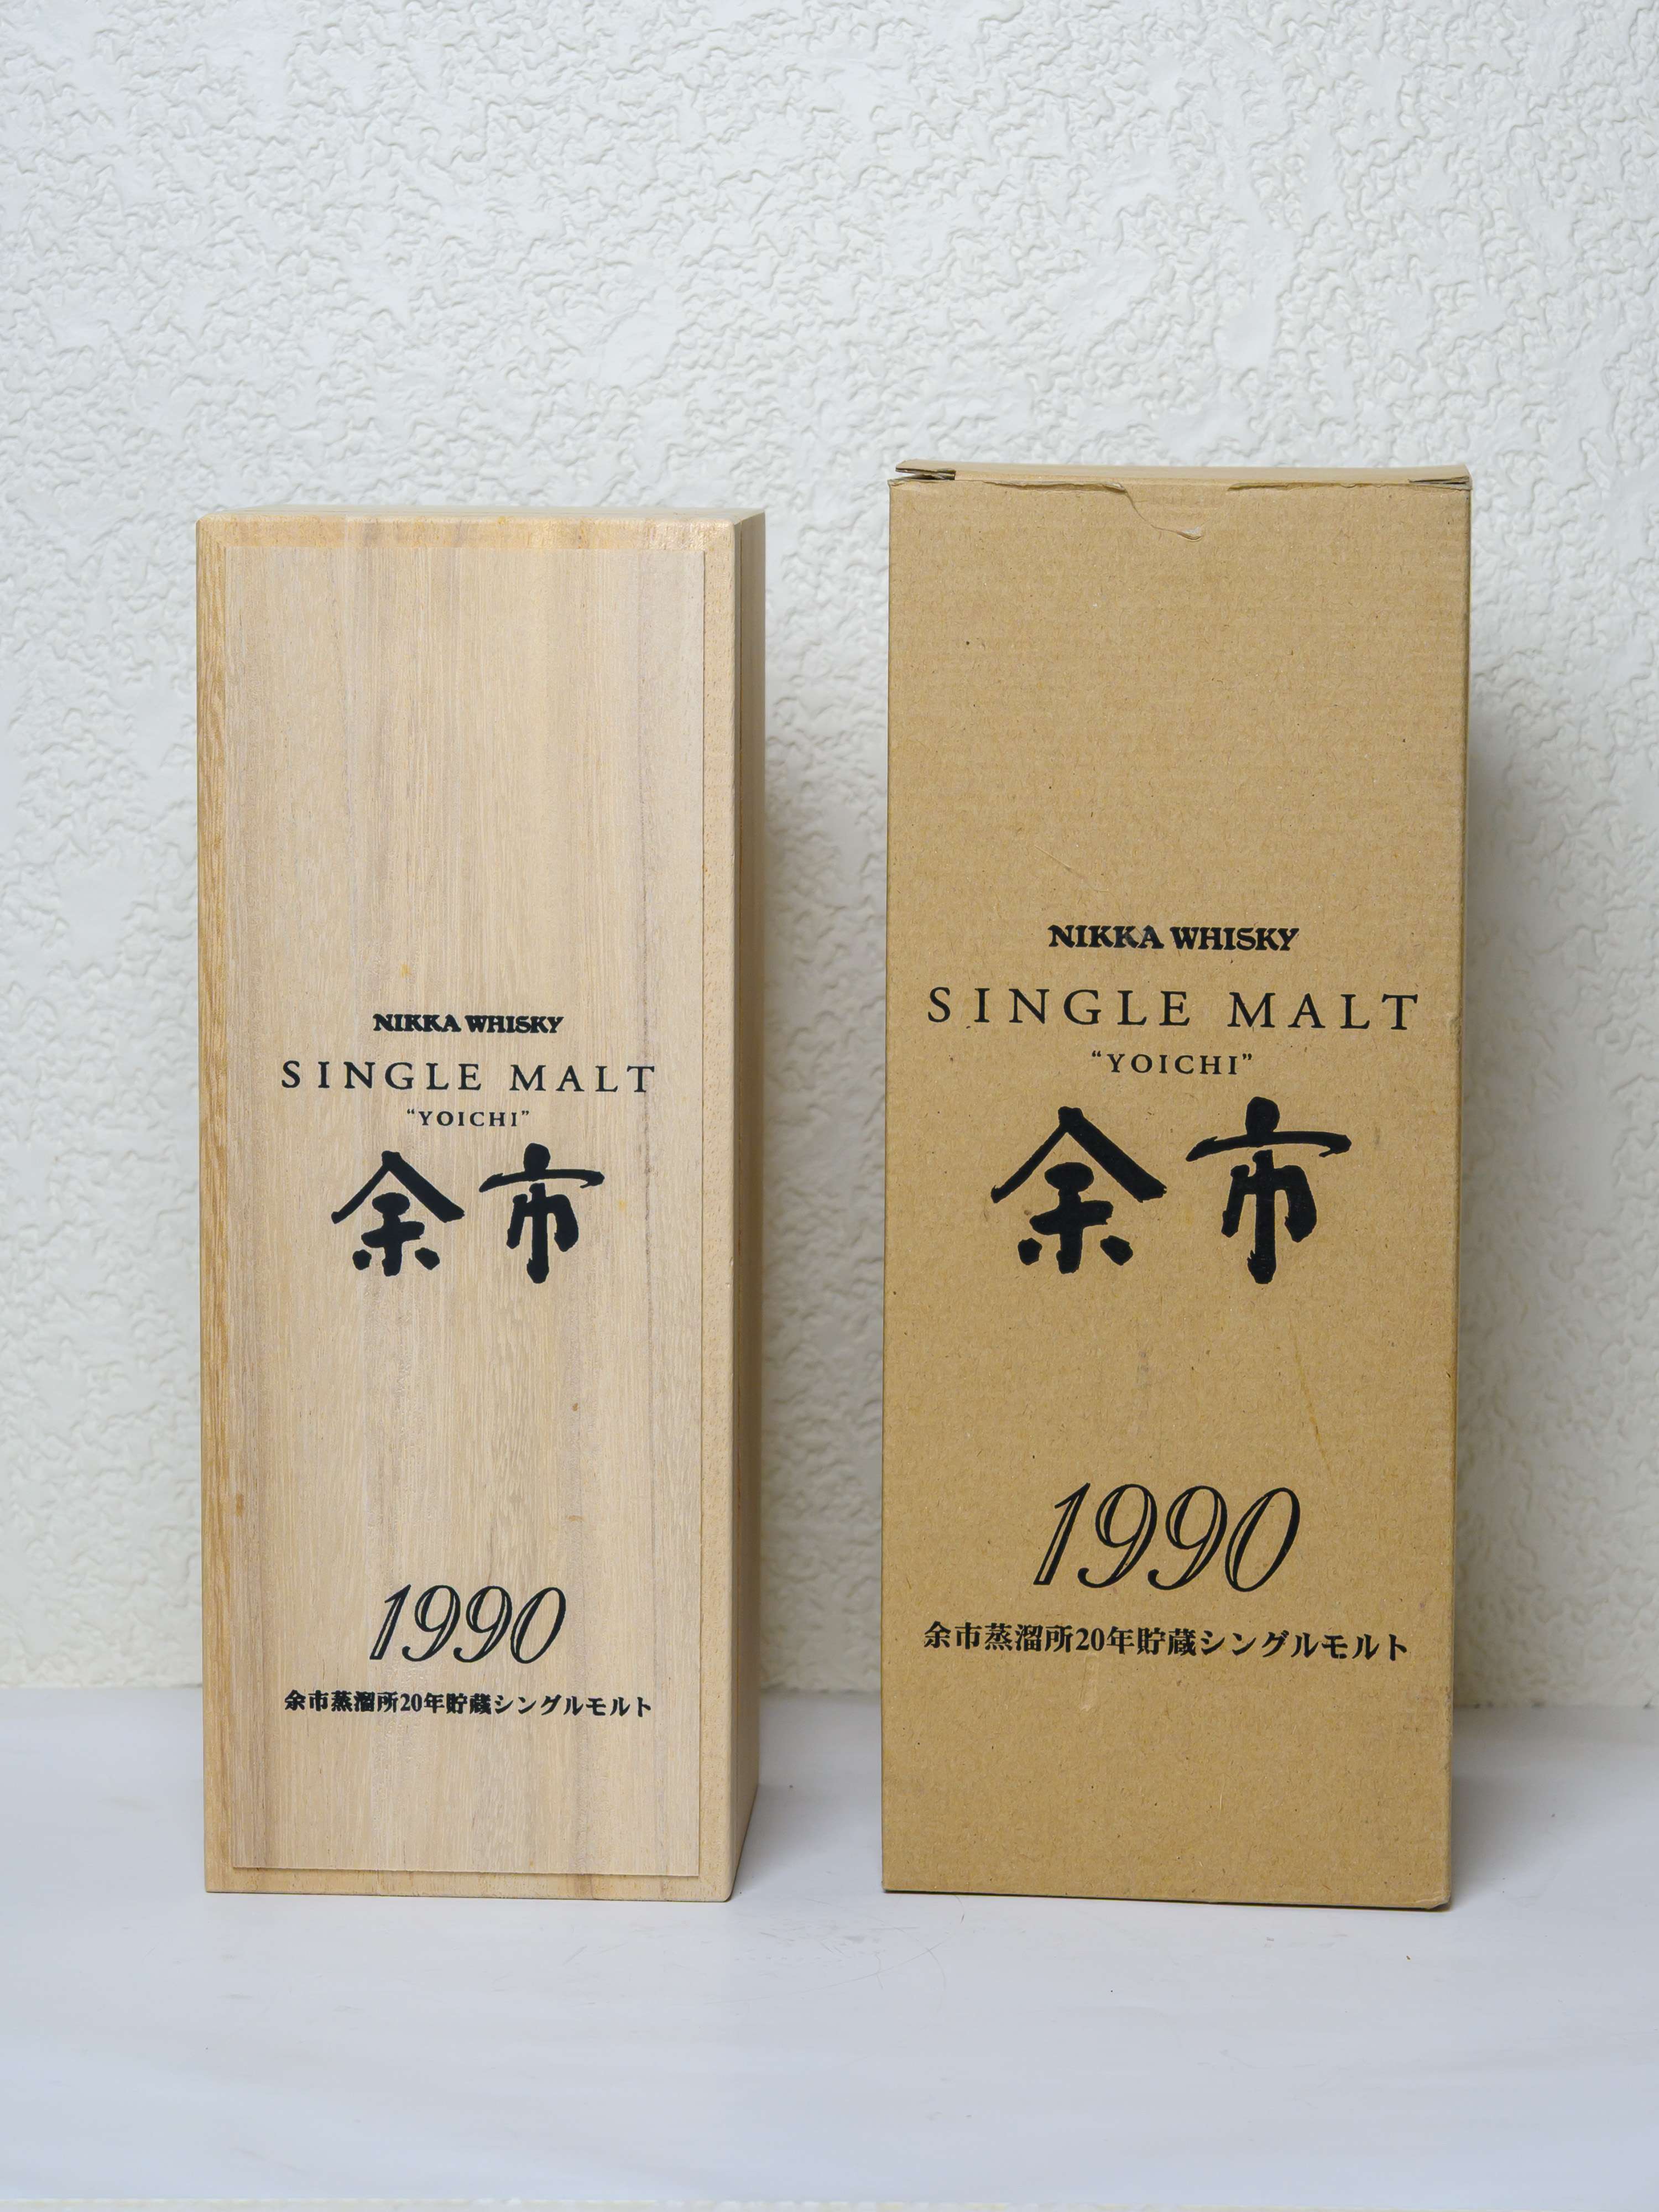 NIKKA WHISKY
SINGLE MALT
“YOICHI”
余市
1990
余市蒸溜所20年貯蔵シングルモルト
NIKKA WHISKY
SINGLE MALT
“YOICHI”
余市
1990
余市蒸溜所20年貯蔵シングルモルト